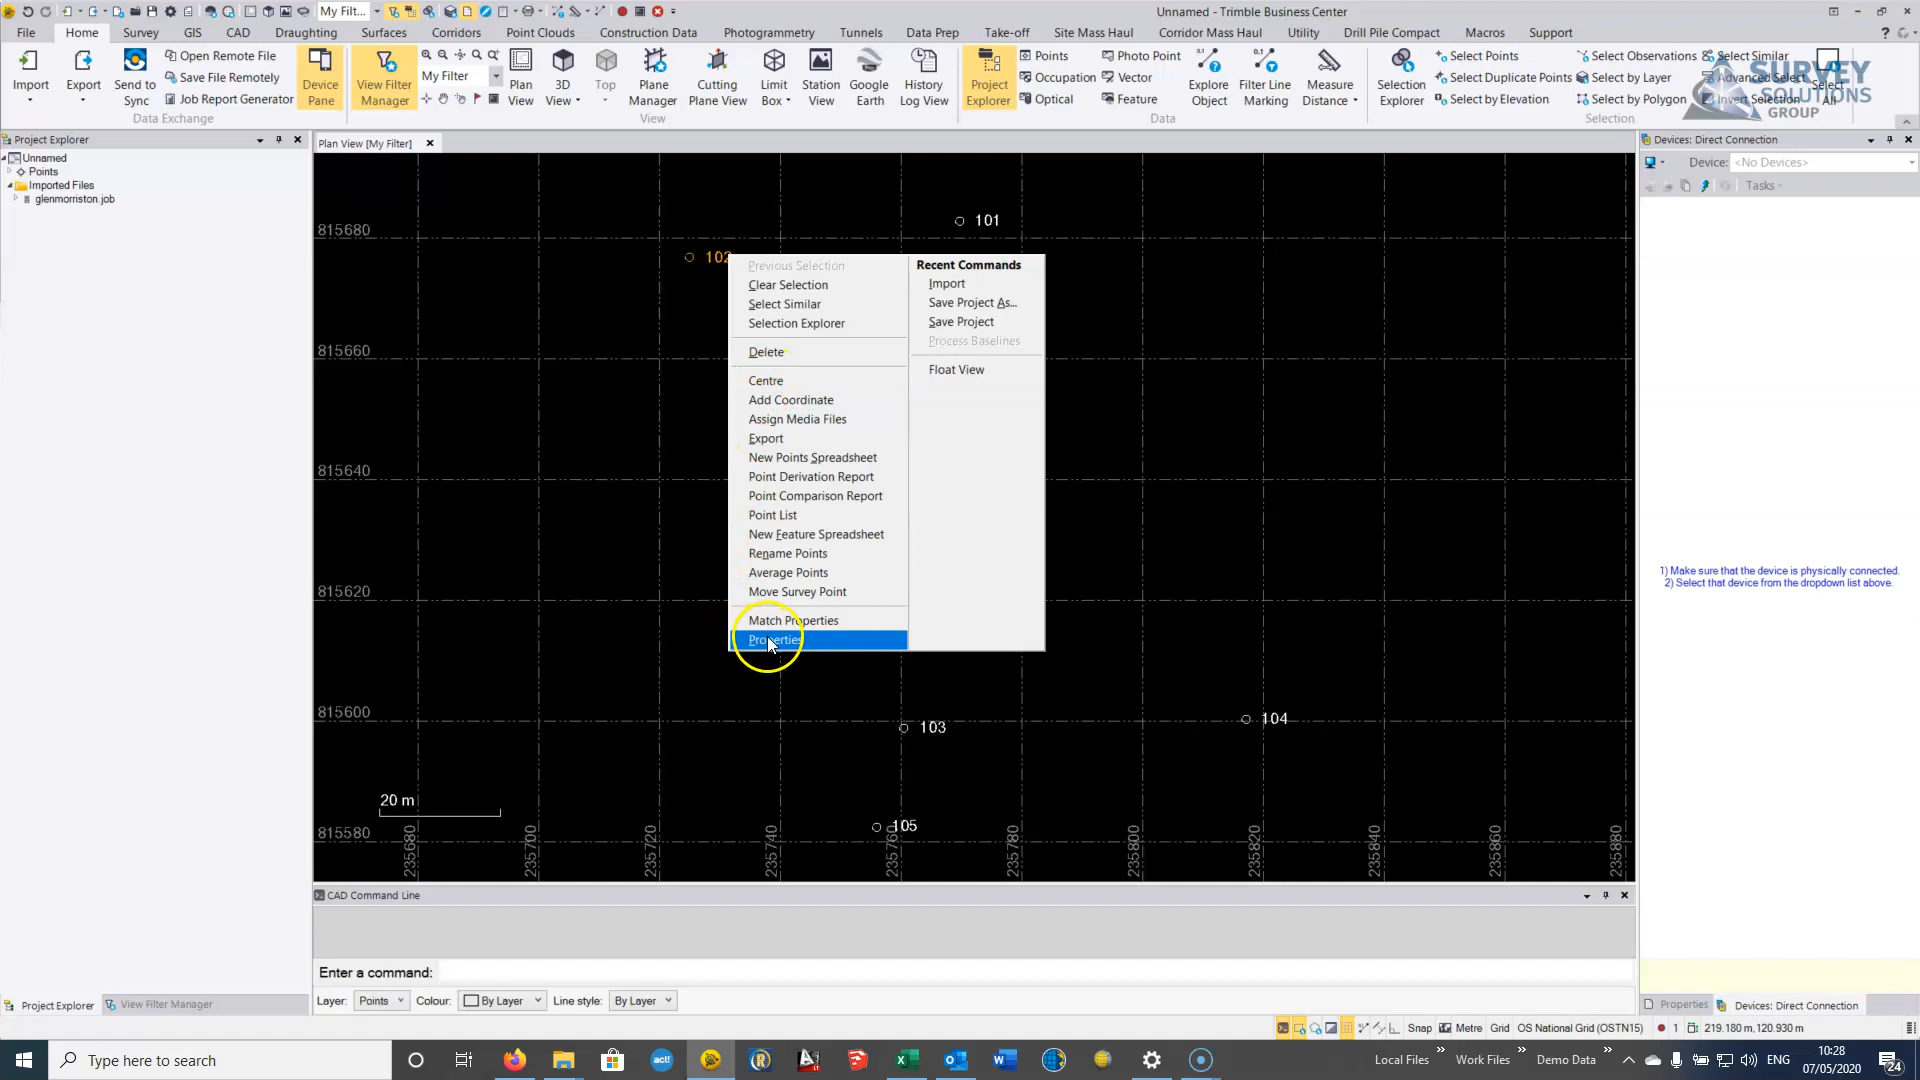 My Filt...
Unnamed - Trimble Business Center
File Home Survey GIS CAD Draughting Surfaces Corridors Point Clouds Construction Data Photogrammetry Tunnels Data Prep Take-off Site Mass Haul Corridor Mass Haul Utility Drill Pile Compact Macros Support
Import
Export
Send to Sync
Open Remote File
Save File Remotely
Job Report Generator
Data Exchange
Device Pane
View Filter Manager
My Filter
Plan View
3D View
Top
Plane Manager
Cutting Plane View
Limit Box
Station View
Google Earth
History Log View
View
Project Explorer
Points
Occupation
Optical
Photo Point
Vector
Feature
Explore Object
Filter Line Marking
Measure Distance
Data
Selection Explorer
Select Points
Select Duplicate Points
Select by Elevation
Select Observations
Select by Layer
Select by Polygon
Select Similar
Advanced Select
Invert Selection
Select All
Selection
SURVEY
SOLUTIONS
GROUP
Project Explorer
Unnamed
Points
Imported Files
glenmorriston.job
Plan View [My Filter]
Devices: Direct Connection
Device: <No Devices>
Tasks
1) Make sure that the device is physically connected.
2) Select that device from the dropdown list above.
815680
815660
815640
815620
815600
815580
101
102
103
104
105
20 m
235680
235700
235720
235740
235760
235780
235800
235820
235840
235860
235880
Previous Selection
Clear Selection
Select Similar
Selection Explorer
Delete
Centre
Add Coordinate
Assign Media Files
Export
New Points Spreadsheet
Point Derivation Report
Point Comparison Report
Point List
New Feature Spreadsheet
Rename Points
Average Points
Move Survey Point
Match Properties
Properties
Recent Commands
Import
Save Project As...
Save Project
Process Baselines
Float View
CAD Command Line
Enter a command:
Layer: Points Colour: By Layer Line style: By Layer
Project Explorer View Filter Manager
Properties Devices: Direct Connection
Snap Metre Grid OS National Grid (OSTN15) 1 219.180 m,120.930 m
Type here to search
act!
Local Files » Work Files » Demo Data » ENG
10:28
07/05/2020
24